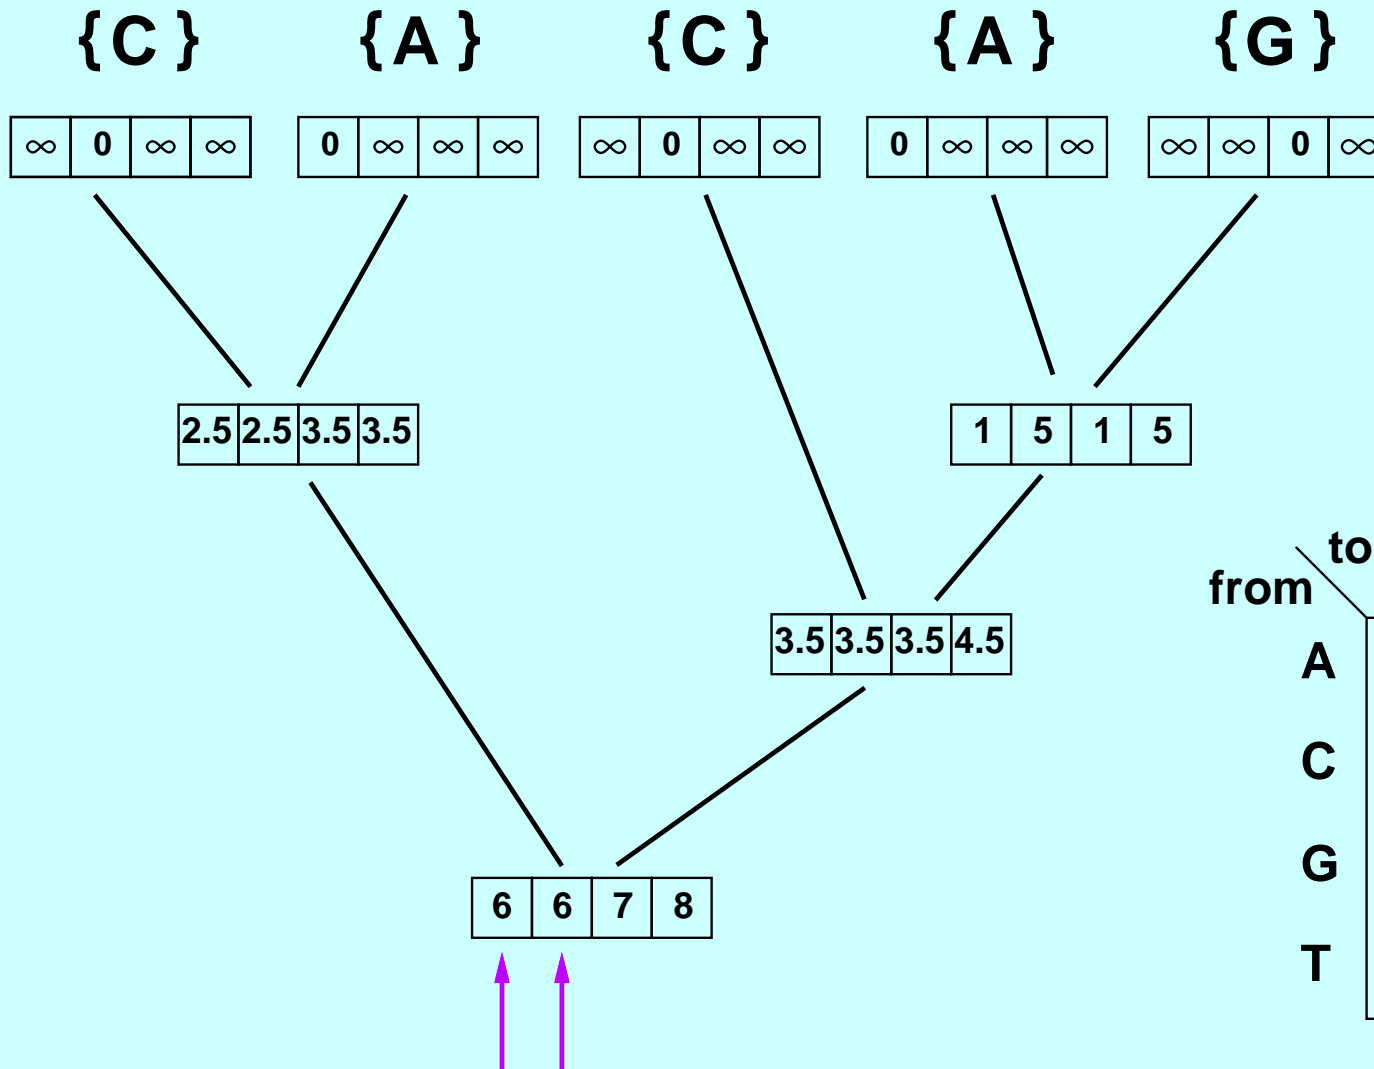 {C} {A} {C} {A} {G}
∞ 0 ∞ ∞ 0 ∞ ∞ ∞ ∞ 0 ∞ ∞ 0 ∞ ∞ ∞ ∞ ∞ 0 ∞
2.5 2.5 3.5 3.5 1 5 1 5
to
from
3.5 3.5 3.5 4.5
A
C
G
6 6 7 8
T